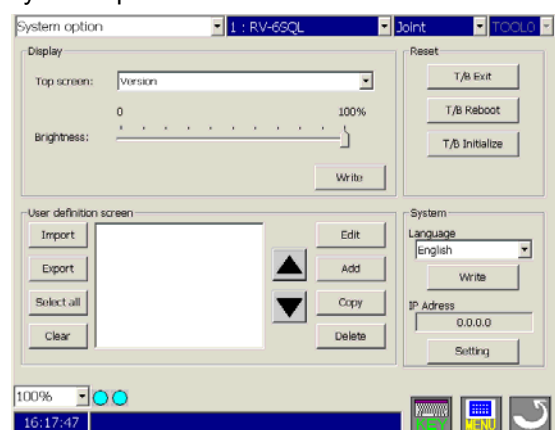 System option 1 : RV-6SQL Joint TOOL0
Display
Top screen: Version
0 100%
Brightness:
Write
Reset
T/B Exit
T/B Reboot
T/B Initialize
User definition screen
Import
Export
Select all
Clear
Edit
Add
Copy
Delete
System
Language
English
Write
IP Adress
0.0.0.0
Setting
100%
16:17:47
KEY MENU